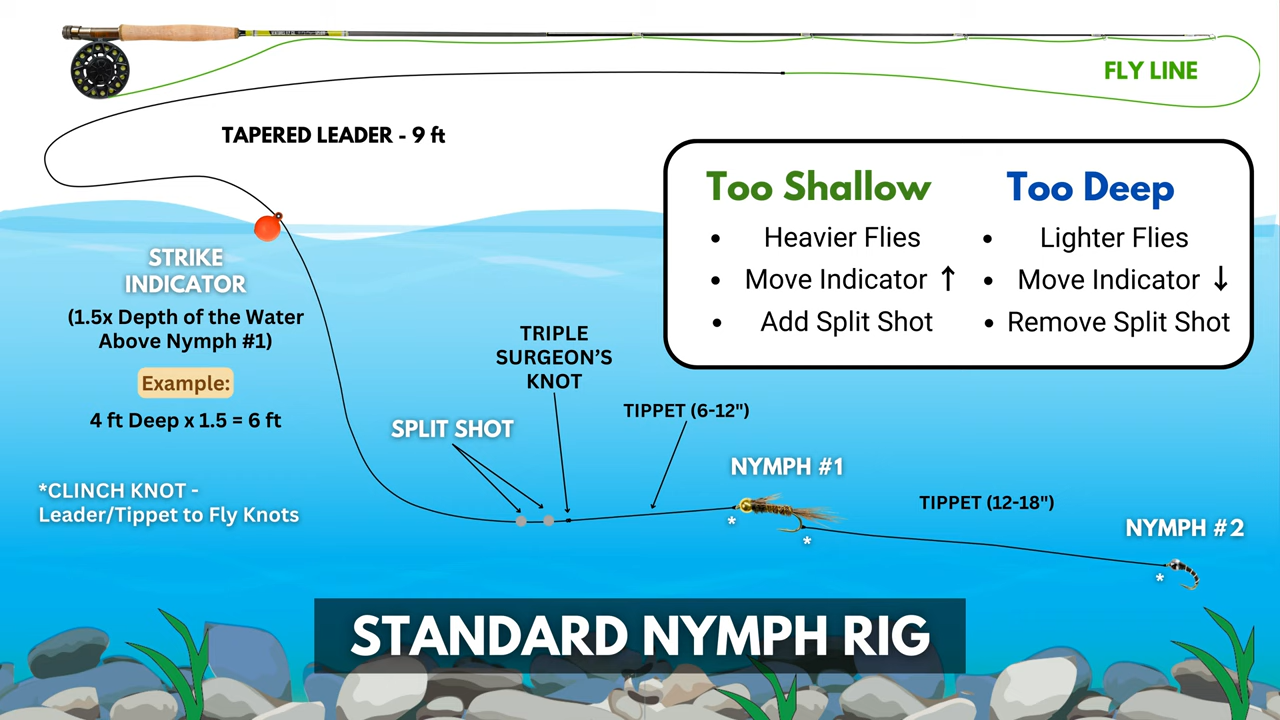 FLY LINE
TAPERED LEADER - 9 ft
Too Shallow
• Heavier Flies
• Move Indicator ↑
• Add Split Shot
Too Deep
• Lighter Flies
• Move Indicator ↓
• Remove Split Shot
STRIKE
INDICATOR
(1.5x Depth of the Water
Above Nymph #1)
Example:
4 ft Deep x 1.5 = 6 ft
*CLINCH KNOT -
Leader/Tippet to Fly Knots
SPLIT SHOT
TRIPLE
SURGEON’S
KNOT
TIPPET (6-12")
NYMPH #1
*
*
TIPPET (12-18")
NYMPH #2
*
STANDARD NYMPH RIG